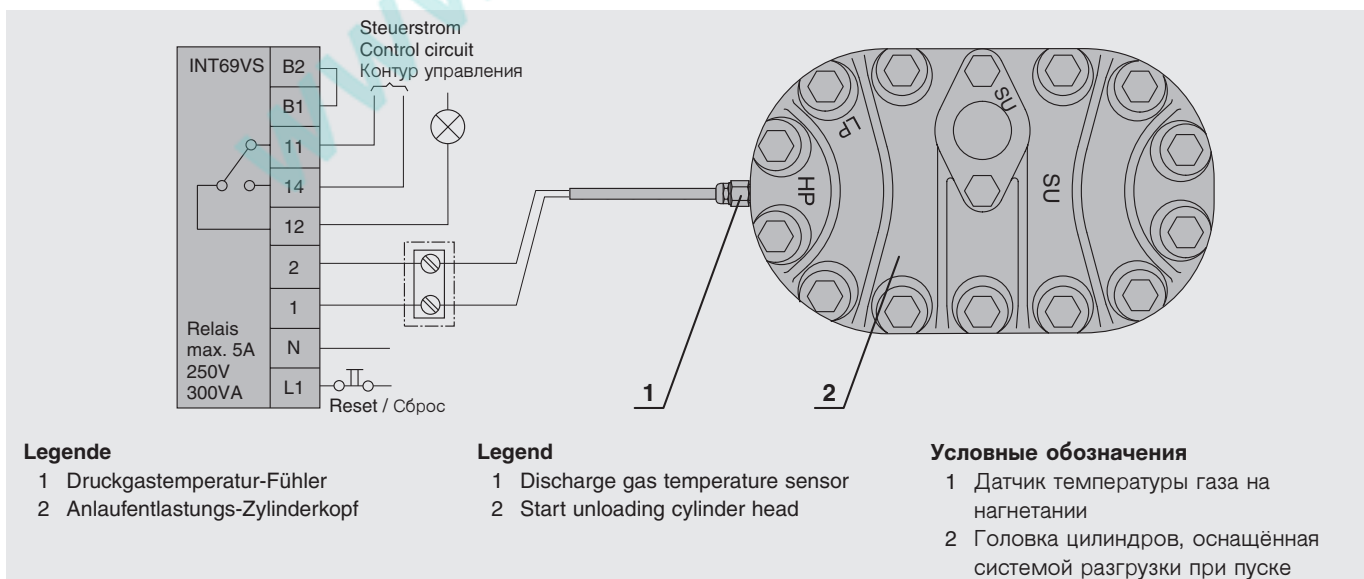 Steuerstrom
Control circuit
Контур управления
INT69VS
B2
B1
11
14
12
2
1
N
L1
Relais
max. 5A
250V
300VA
Reset / Сброс
HP
LP
SU
SU
1
2
Legende
1 Druckgastemperatur-Fühler
2 Anlaufentlastungs-Zylinderkopf
Legend
1 Discharge gas temperature sensor
2 Start unloading cylinder head
Условные обозначения
1 Датчик температуры газа на
нагнетании
2 Головка цилиндров, оснащённая
системой разгрузки при пуске
www